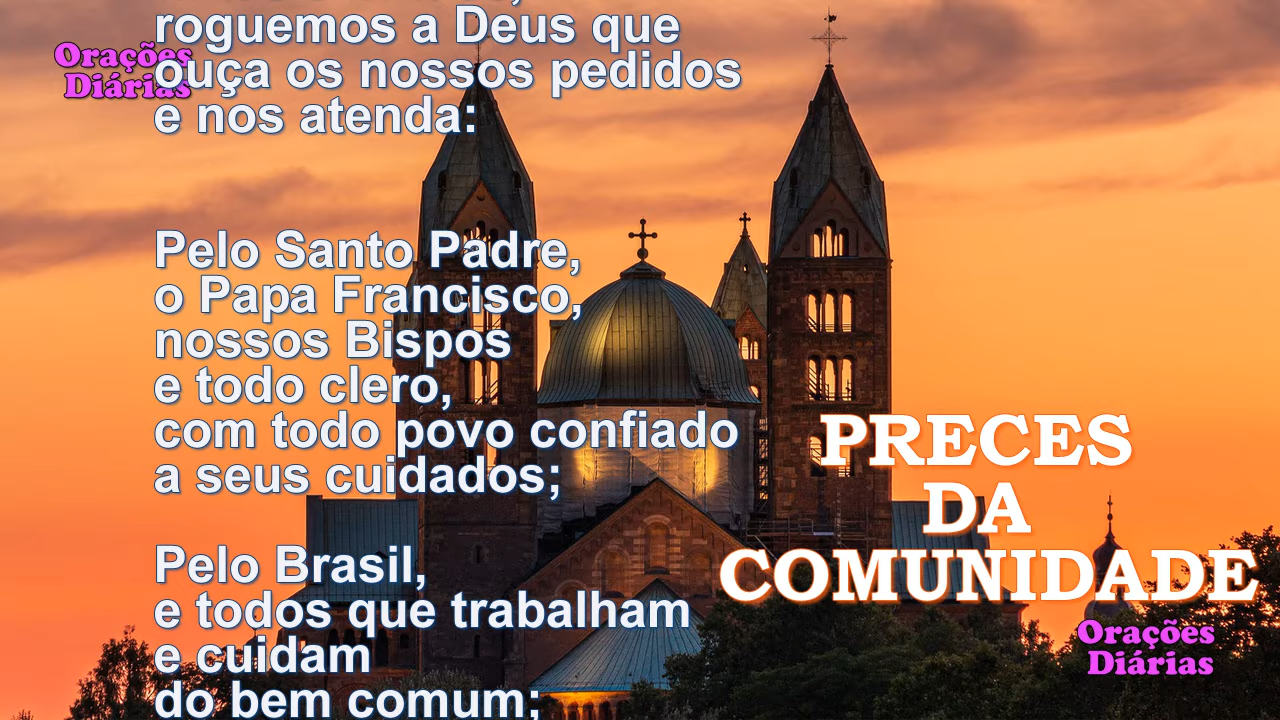 roguemos a Deus que
ouça os nossos pedidos
e nos atenda:
Pelo Santo Padre,
o Papa Francisco,
nossos Bispos
e todo clero,
com todo povo confiado
a seus cuidados;
Pelo Brasil,
e todos que trabalham
e cuidam
do bem comum;
Orações
Diárias
PRECES
DA
COMUNIDADE
Orações
Diárias